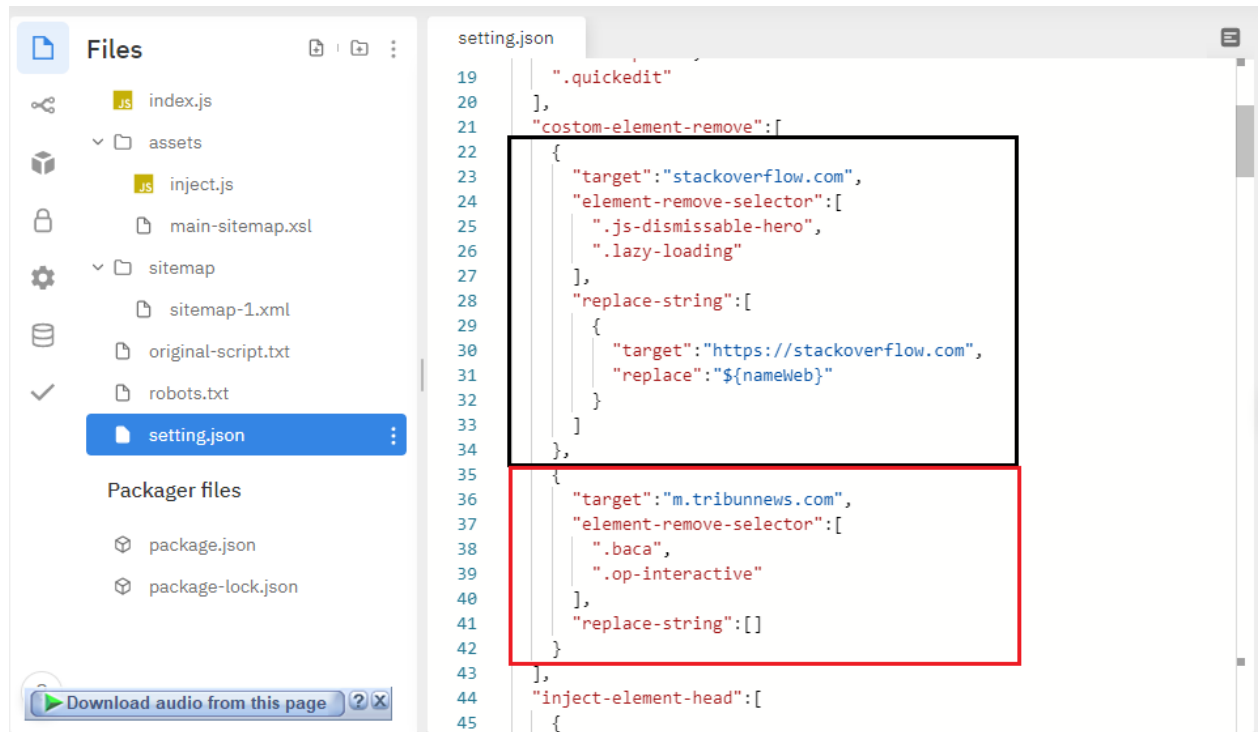 Files
JS index.js
assets
JS inject.js
main-sitemap.xsl
sitemap
sitemap-1.xml
original-script.txt
robots.txt
setting.json
Packager files
package.json
package-lock.json
Download audio from this page ? X
setting.json
19 ".quickedit"
20 ],
21 "costom-element-remove":[
22 {
23 "target":"stackoverflow.com",
24 "element-remove-selector":[
25 ".js-dismissable-hero",
26 ".lazy-loading"
27 ],
28 "replace-string":[
29 {
30 "target":"https://stackoverflow.com",
31 "replace":"${nameWeb}"
32 }
33 ]
34 },
35 {
36 "target":"m.tribunnews.com",
37 "element-remove-selector":[
38 ".baca",
39 ".op-interactive"
40 ],
41 "replace-string":[]
42 }
43 ],
44 "inject-element-head":[
45 {